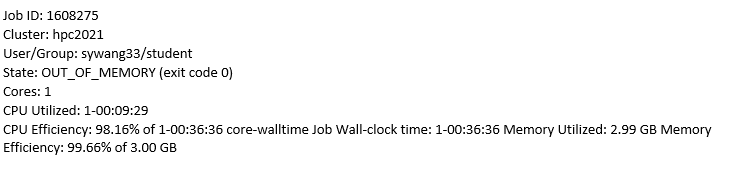 Job ID: 1608275
Cluster: hpc2021
User/Group: sywang33/student
State: OUT_OF_MEMORY (exit code 0)
Cores: 1
CPU Utilized: 1-00:09:29
CPU Efficiency: 98.16% of 1-00:36:36 core-walltime Job Wall-clock time: 1-00:36:36 Memory Utilized: 2.99 GB Memory
Efficiency: 99.66% of 3.00 GB